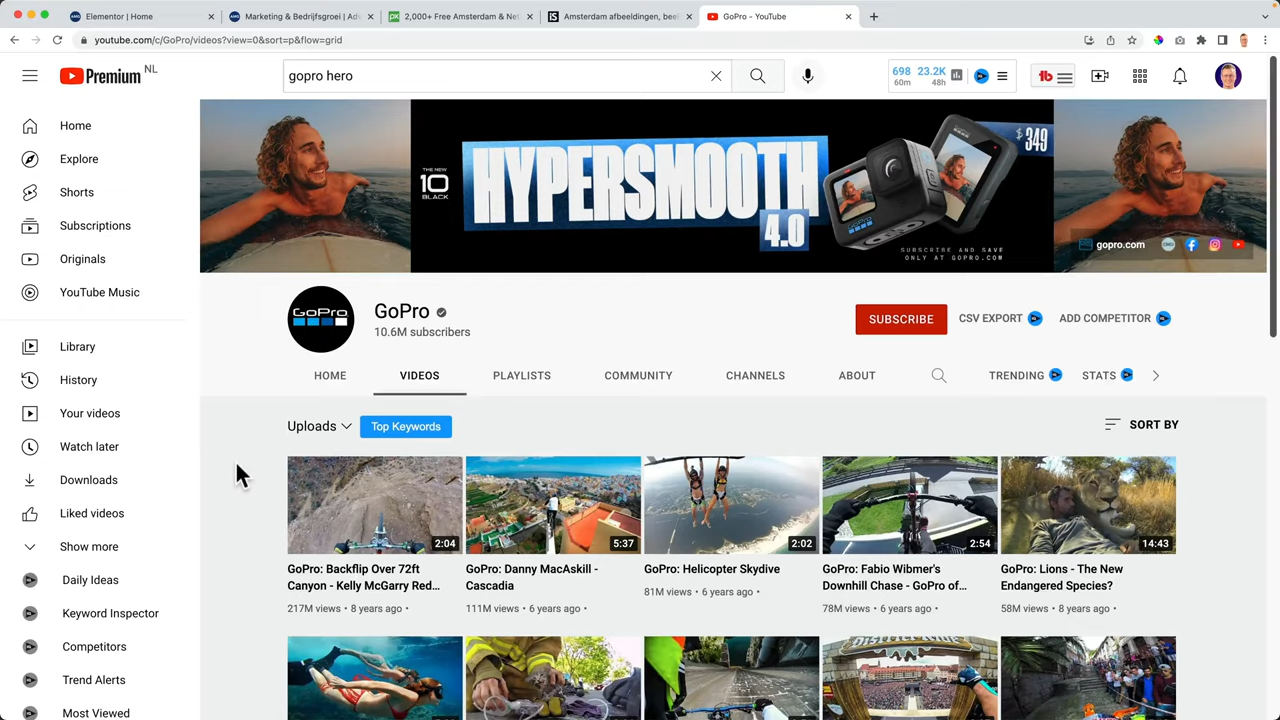 Elementor | Home
Marketing & Bedrijfsgroei | Ad
2,000+ Free Amsterdam & Net
Amsterdam afbeeldingen, beel
GoPro - YouTube
youtube.com/c/GoPro/videos?view=0&sort=p&flow=grid
Premium NL
gopro hero
698 23.2K
60m 48h
Home
Explore
Shorts
Subscriptions
Originals
YouTube Music
Library
History
Your videos
Watch later
Downloads
Liked videos
Show more
Daily Ideas
Keyword Inspector
Competitors
Trend Alerts
Most Viewed
THE NEW
10
BLACK
HYPERSMOOTH
4.0
$349
SUBSCRIBE AND SAVE
ONLY AT GOPRO.COM
gopro.com
GoPro
GoPro
10.6M subscribers
SUBSCRIBE
CSV EXPORT
ADD COMPETITOR
HOME
VIDEOS
PLAYLISTS
COMMUNITY
CHANNELS
ABOUT
TRENDING
STATS
Uploads
Top Keywords
SORT BY
2:04
5:37
2:02
2:54
14:43
GoPro: Backflip Over 72ft
Canyon - Kelly McGarry Red...
217M views • 8 years ago •
GoPro: Danny MacAskill -
Cascadia
111M views • 6 years ago •
GoPro: Helicopter Skydive
81M views • 6 years ago •
GoPro: Fabio Wibmer's
Downhill Chase - GoPro of...
78M views • 6 years ago •
GoPro: Lions - The New
Endangered Species?
58M views • 8 years ago •
DISTRICT RIDE